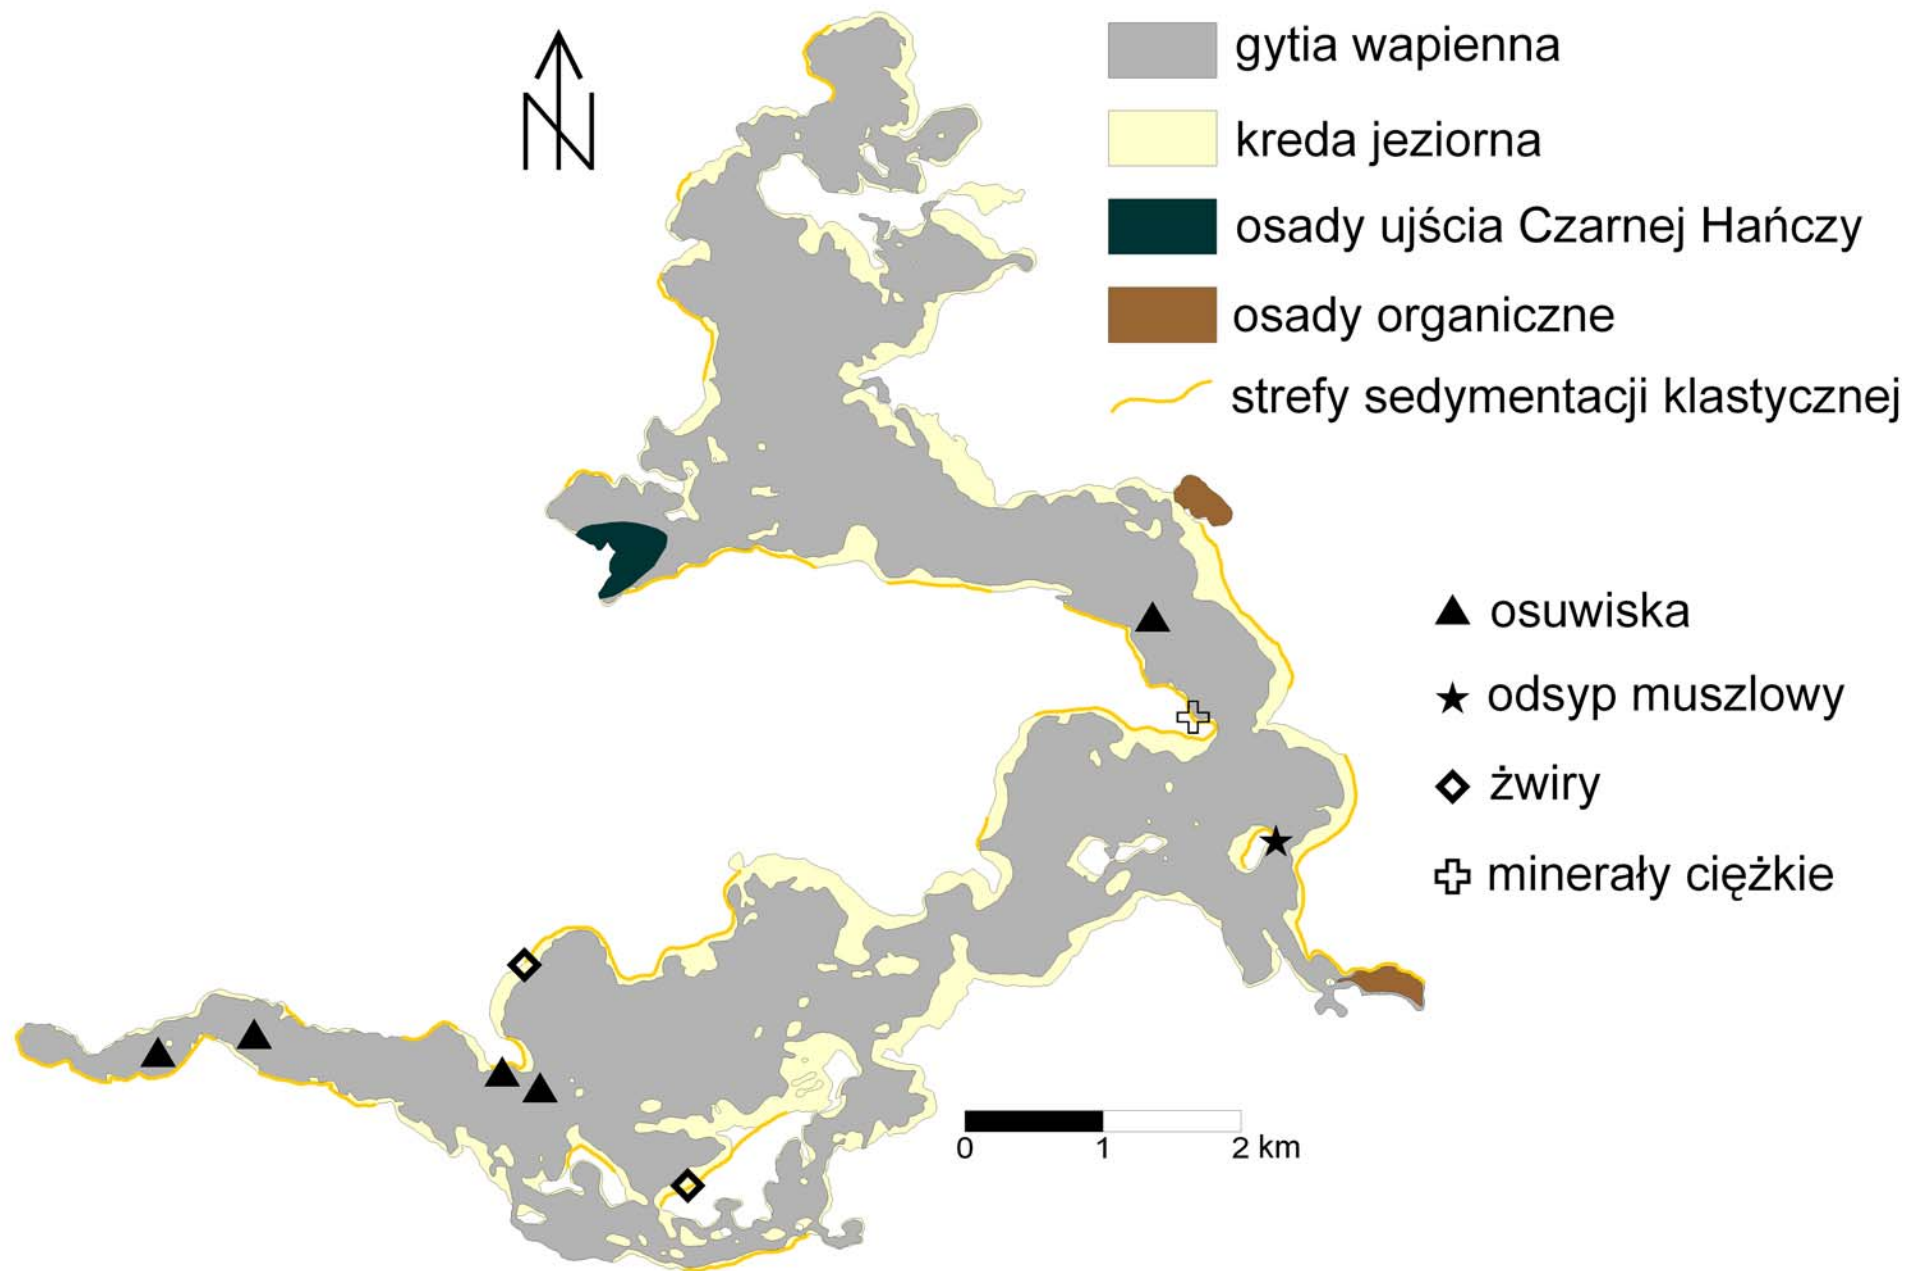 N
gytia wapienna
kreda jeziorna
osady ujścia Czarnej Hańczy
osady organiczne
strefy sedymentacji klastycznej
osuwiska
odsyp muszlowy
żwiry
minerały ciężkie
0 1 2 km